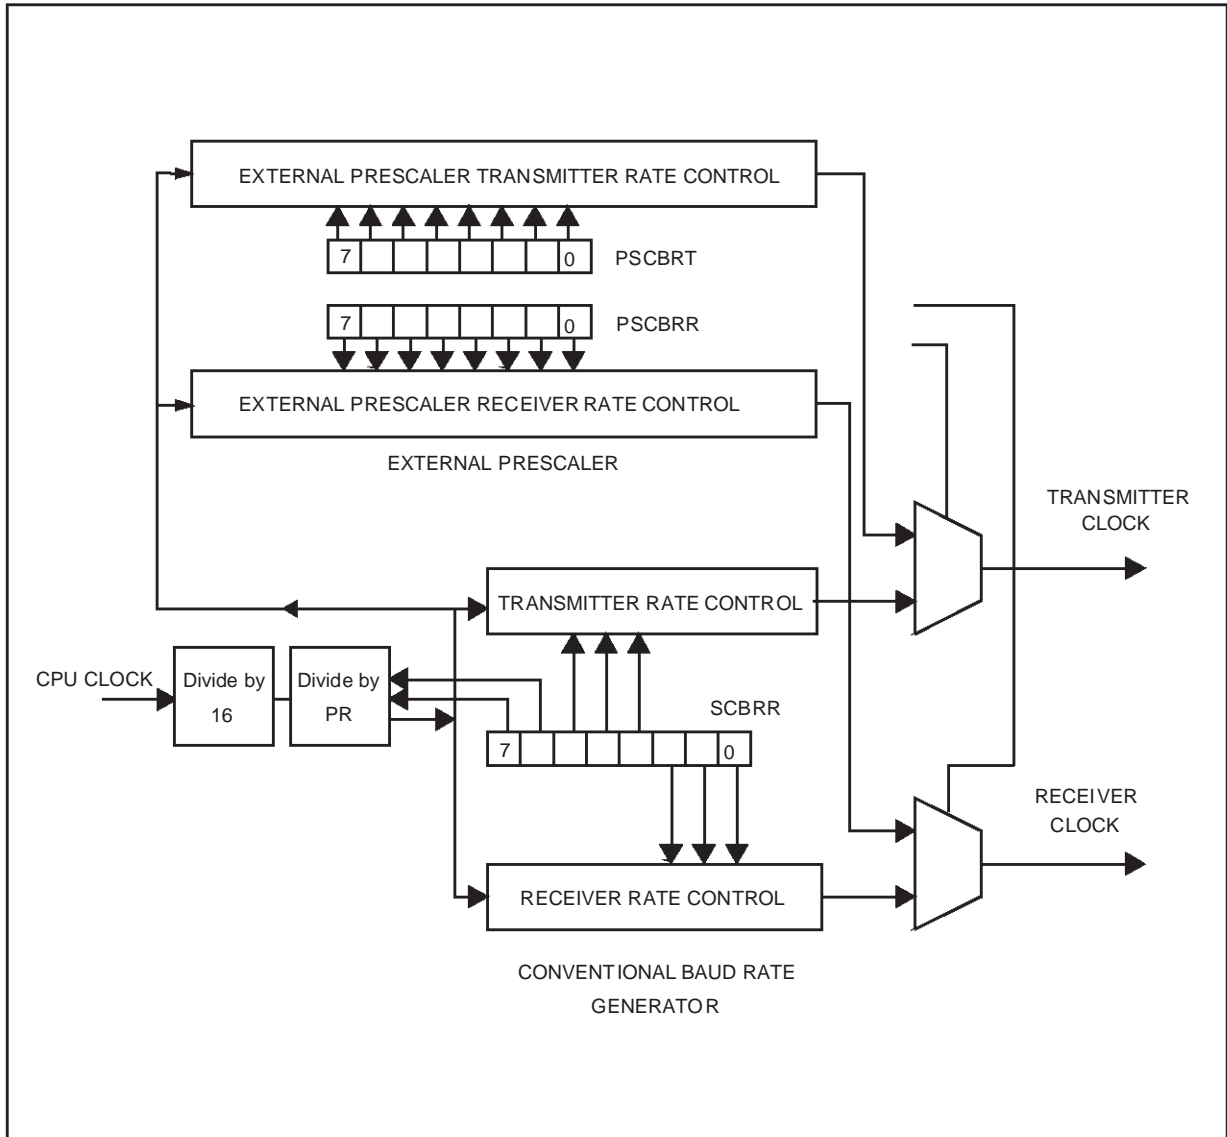 EXTERNAL PRESCALER TRANSMITTER RATE CONTROL
7 0 PSCBRT
7 0 PSCBRR
EXTERNAL PRESCALER RECEIVER RATE CONTROL
EXTERNAL PRESCALER
TRANSMITTER
CLOCK
TRANSMITTER RATE CONTROL
CPU CLOCK
Divide by
16
Divide by
PR
SCBRR
7 0
RECEIVER
CLOCK
RECEIVER RATE CONTROL
CONVENTIONAL BAUD RATE
GENERATOR